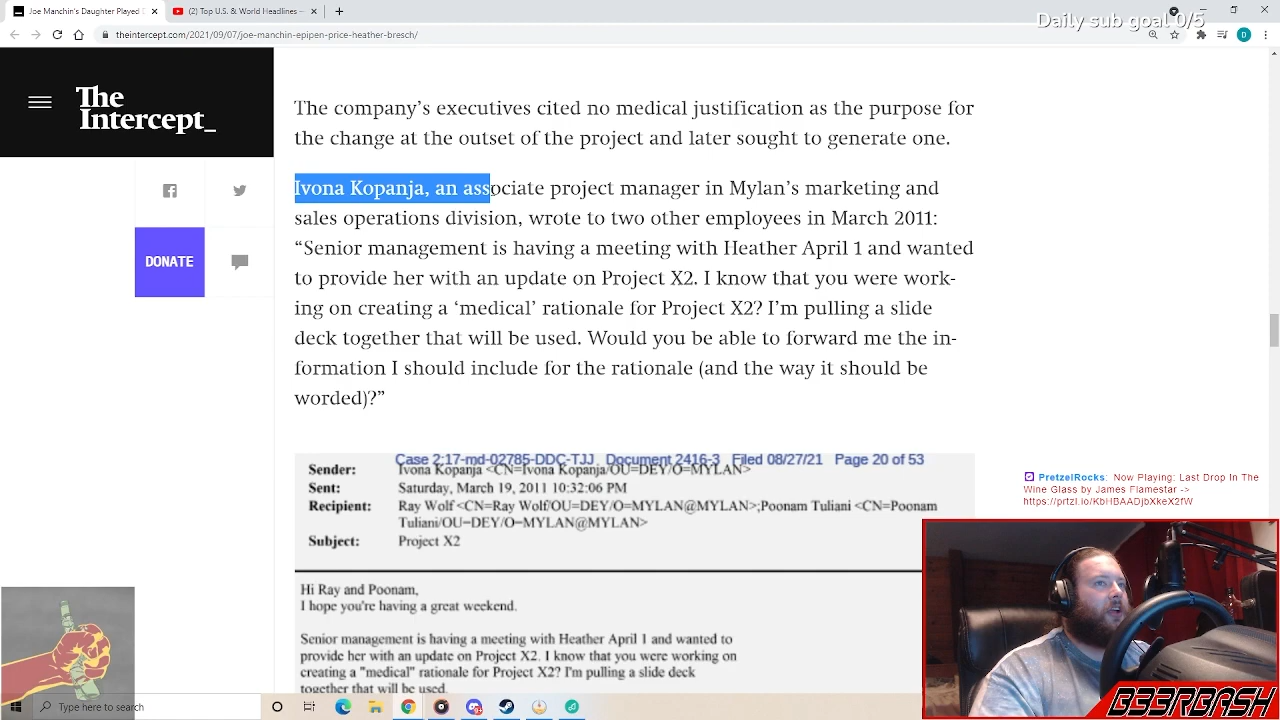 Joe Manchin's Daughter Played D
(2) Top U.S. & World Headlines –
Daily sub goal 0/5
theintercept.com/2021/09/07/joe-manchin-epipen-price-heather-bresch/
D
The
Intercept_
DONATE
The company's executives cited no medical justification as the purpose for
the change at the outset of the project and later sought to generate one.
Ivona Kopanja, an associate project manager in Mylan's marketing and
sales operations division, wrote to two other employees in March 2011:
“Senior management is having a meeting with Heather April 1 and wanted
to provide her with an update on Project X2. I know that you were work-
ing on creating a ‘medical’ rationale for Project X2? I'm pulling a slide
deck together that will be used. Would you be able to forward me the in-
formation I should include for the rationale (and the way it should be
worded)?”
Case 2:17-md-02785-DDC-TJJ Document 2416-3 Filed 08/27/21 Page 20 of 53
Sender: Ivona Kopanja <CN=Ivona Kopanja/OU=DEY/O=MYLAN>
Sent: Saturday, March 19, 2011 10:32:06 PM
Recipient: Ray Wolf <CN=Ray Wolf/OU=DEY/O=MYLAN@MYLAN>;Poonam Tuliani <CN=Poonam
Tuliani/OU=DEY/O=MYLAN@MYLAN>
Subject: Project X2
Hi Ray and Poonam,
I hope you're having a great weekend.
Senior management is having a meeting with Heather April 1 and wanted to
provide her with an update on Project X2. I know that you were working on
creating a "medical" rationale for Project X2? I'm pulling a slide deck
together that will be used.
PretzelRocks: Now Playing: Last Drop In The
Wine Glass by James Flamestar ->
https://prtzl.io/KbHBAADjbXkeX2fW
Type here to search
B33RBASH